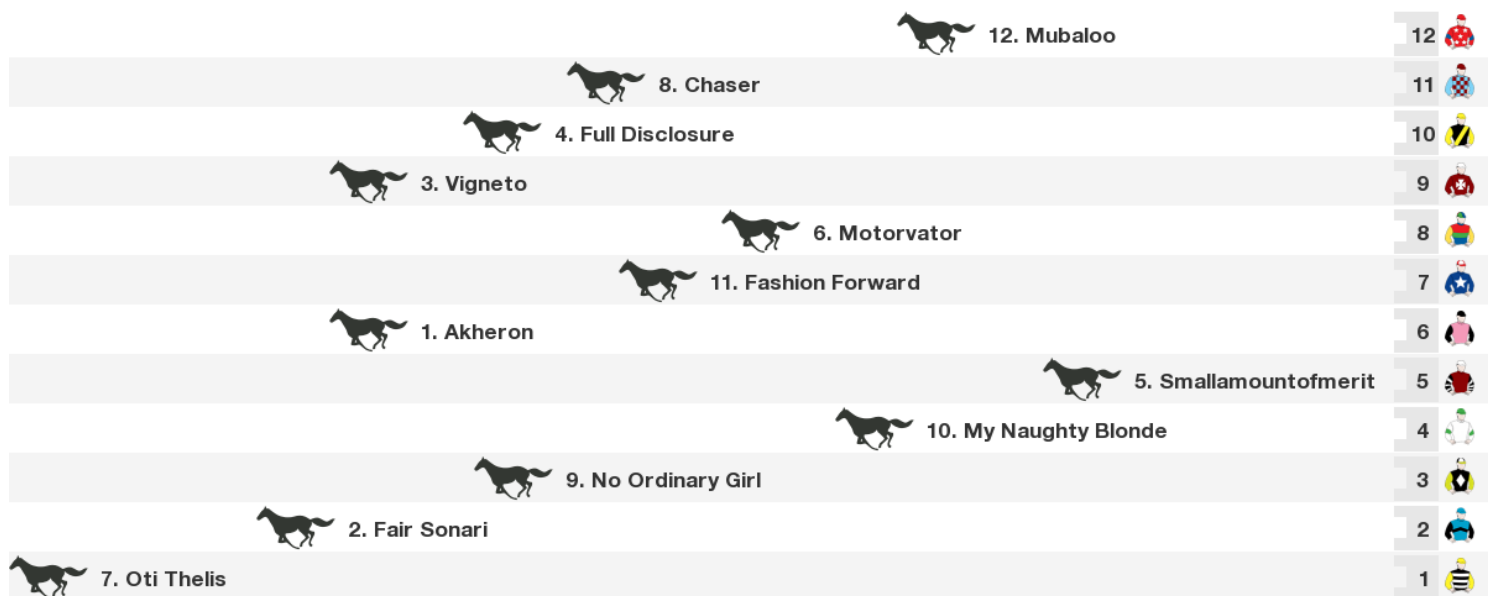 12. Mubaloo 12
8. Chaser 11
4. Full Disclosure 10
3. Vigneto 9
6. Motorvator 8
11. Fashion Forward 7
1. Akheron 6
5. Smallamountofmerit 5
10. My Naughty Blonde 4
9. No Ordinary Girl 3
2. Fair Sonari 2
7. Oti Thelis 1